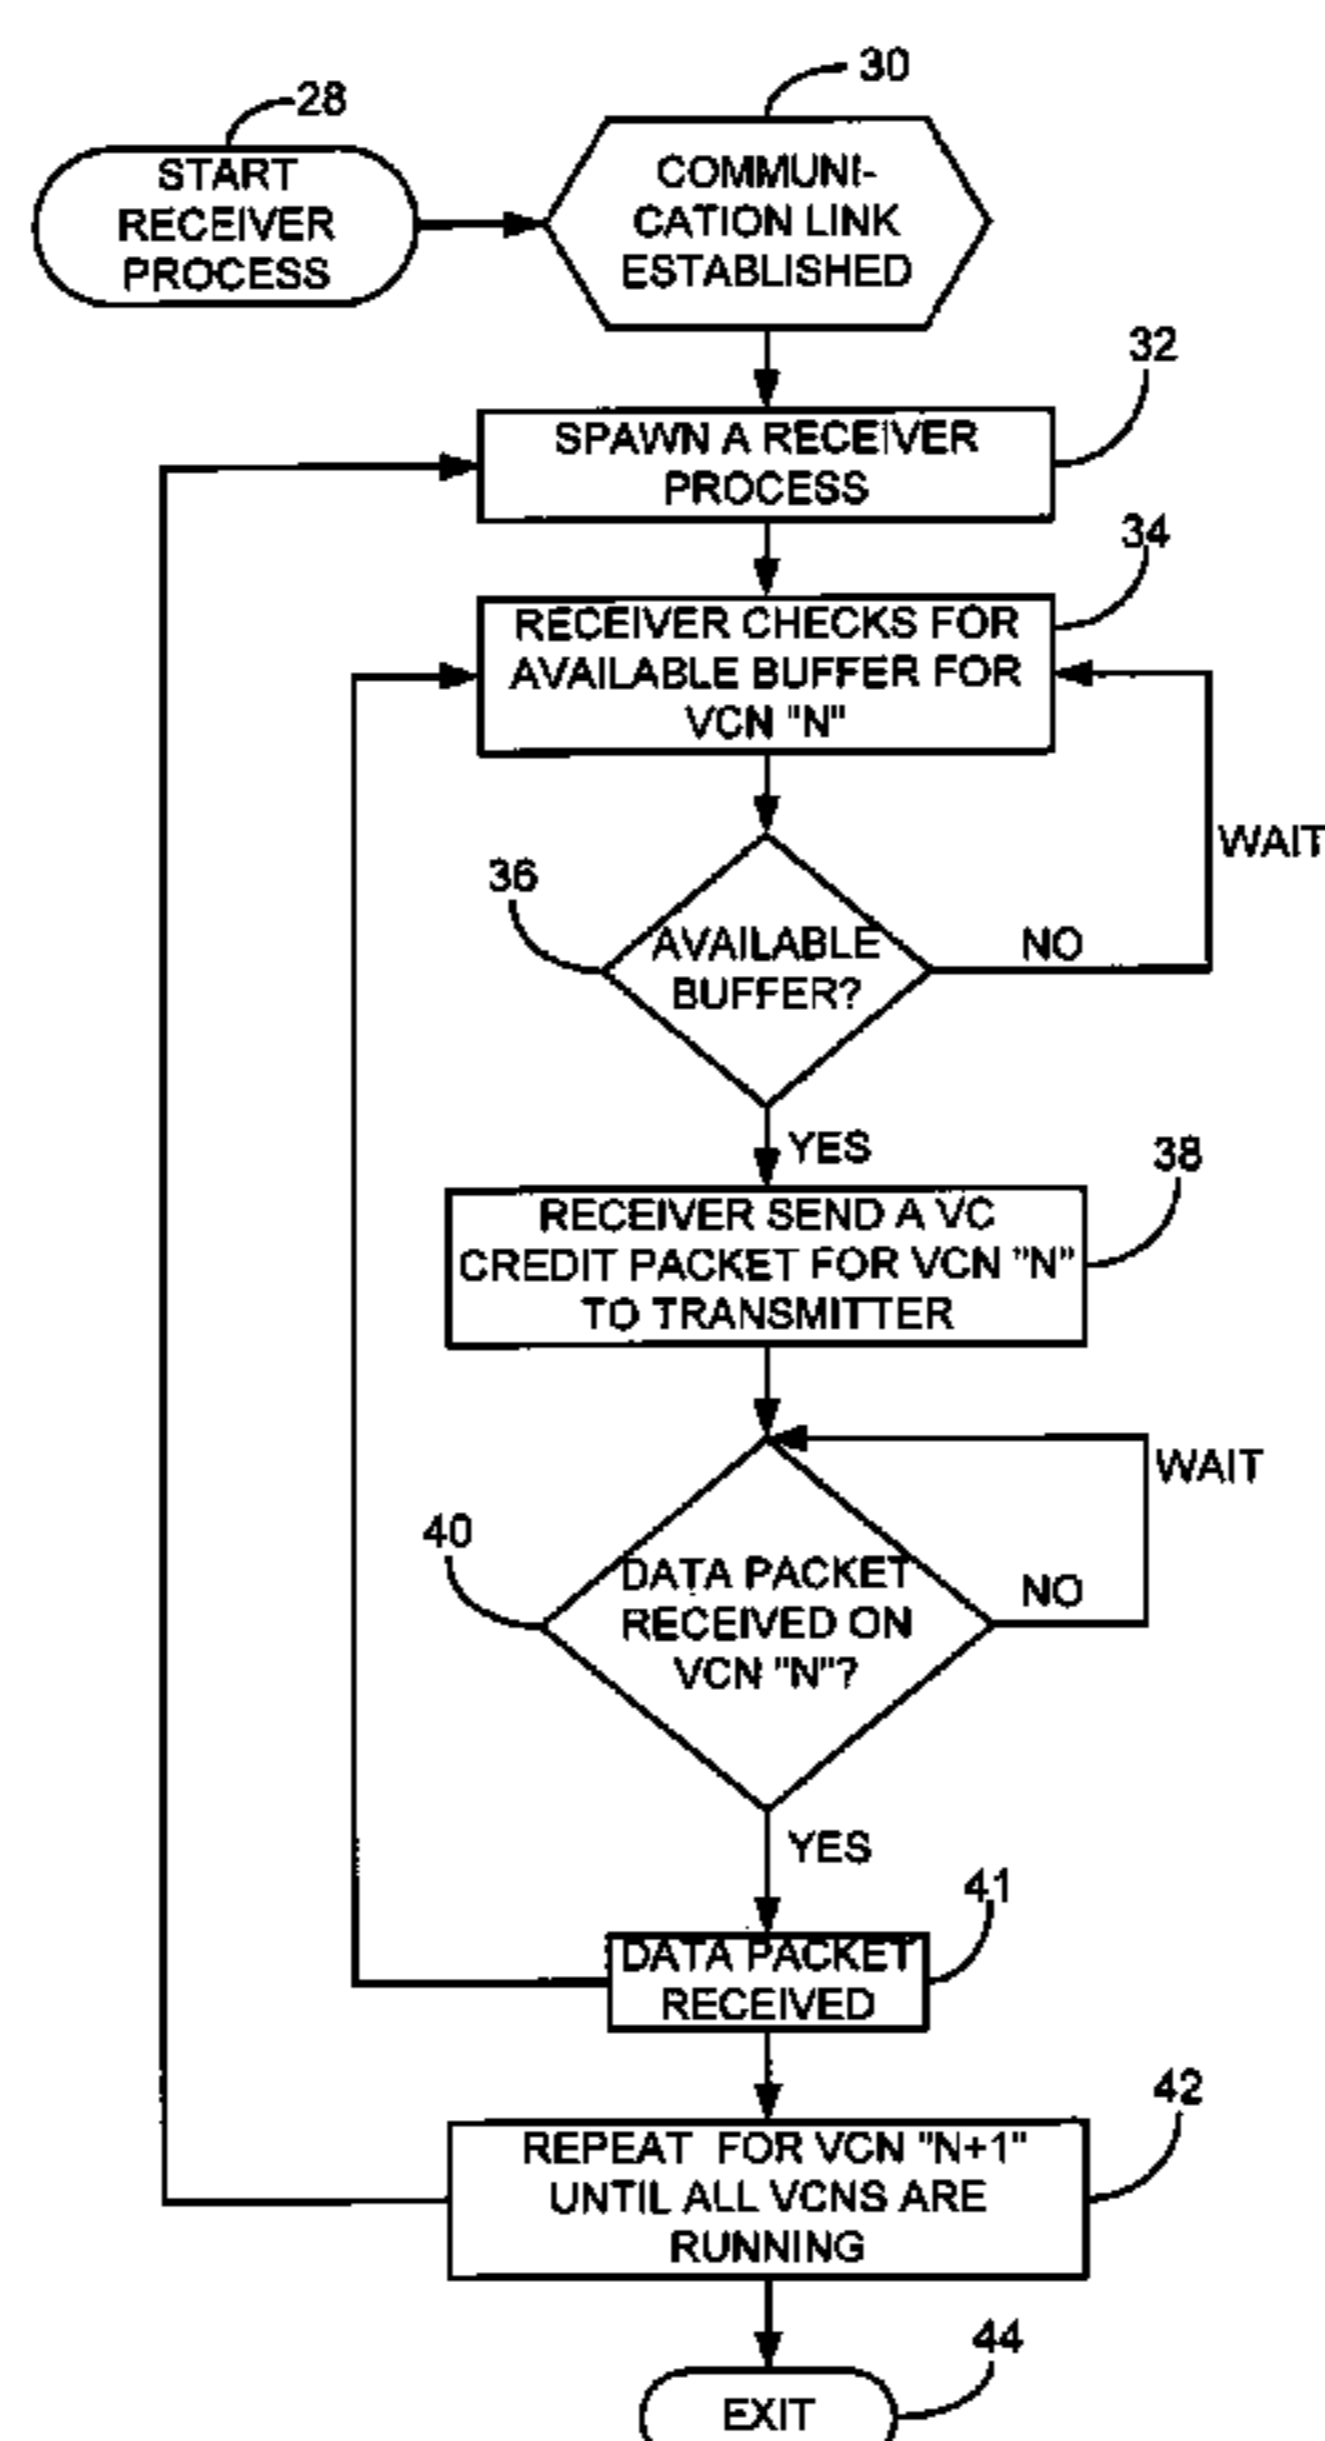 28
START
RECEIVER
PROCESS
30
COMMUNI-
CATION LINK
ESTABLISHED
32
SPAWN A RECEIVER
PROCESS
34
RECEIVER CHECKS FOR
AVAILABLE BUFFER FOR
VCN "N"
WAIT
36
AVAILABLE
BUFFER?
NO
YES
38
RECEIVER SEND A VC
CREDIT PACKET FOR VCN "N"
TO TRANSMITTER
WAIT
40
DATA PACKET
RECEIVED ON
VCN "N"?
NO
YES
41
DATA PACKET
RECEIVED
42
REPEAT FOR VCN "N+1"
UNTIL ALL VCNS ARE
RUNNING
44
EXIT